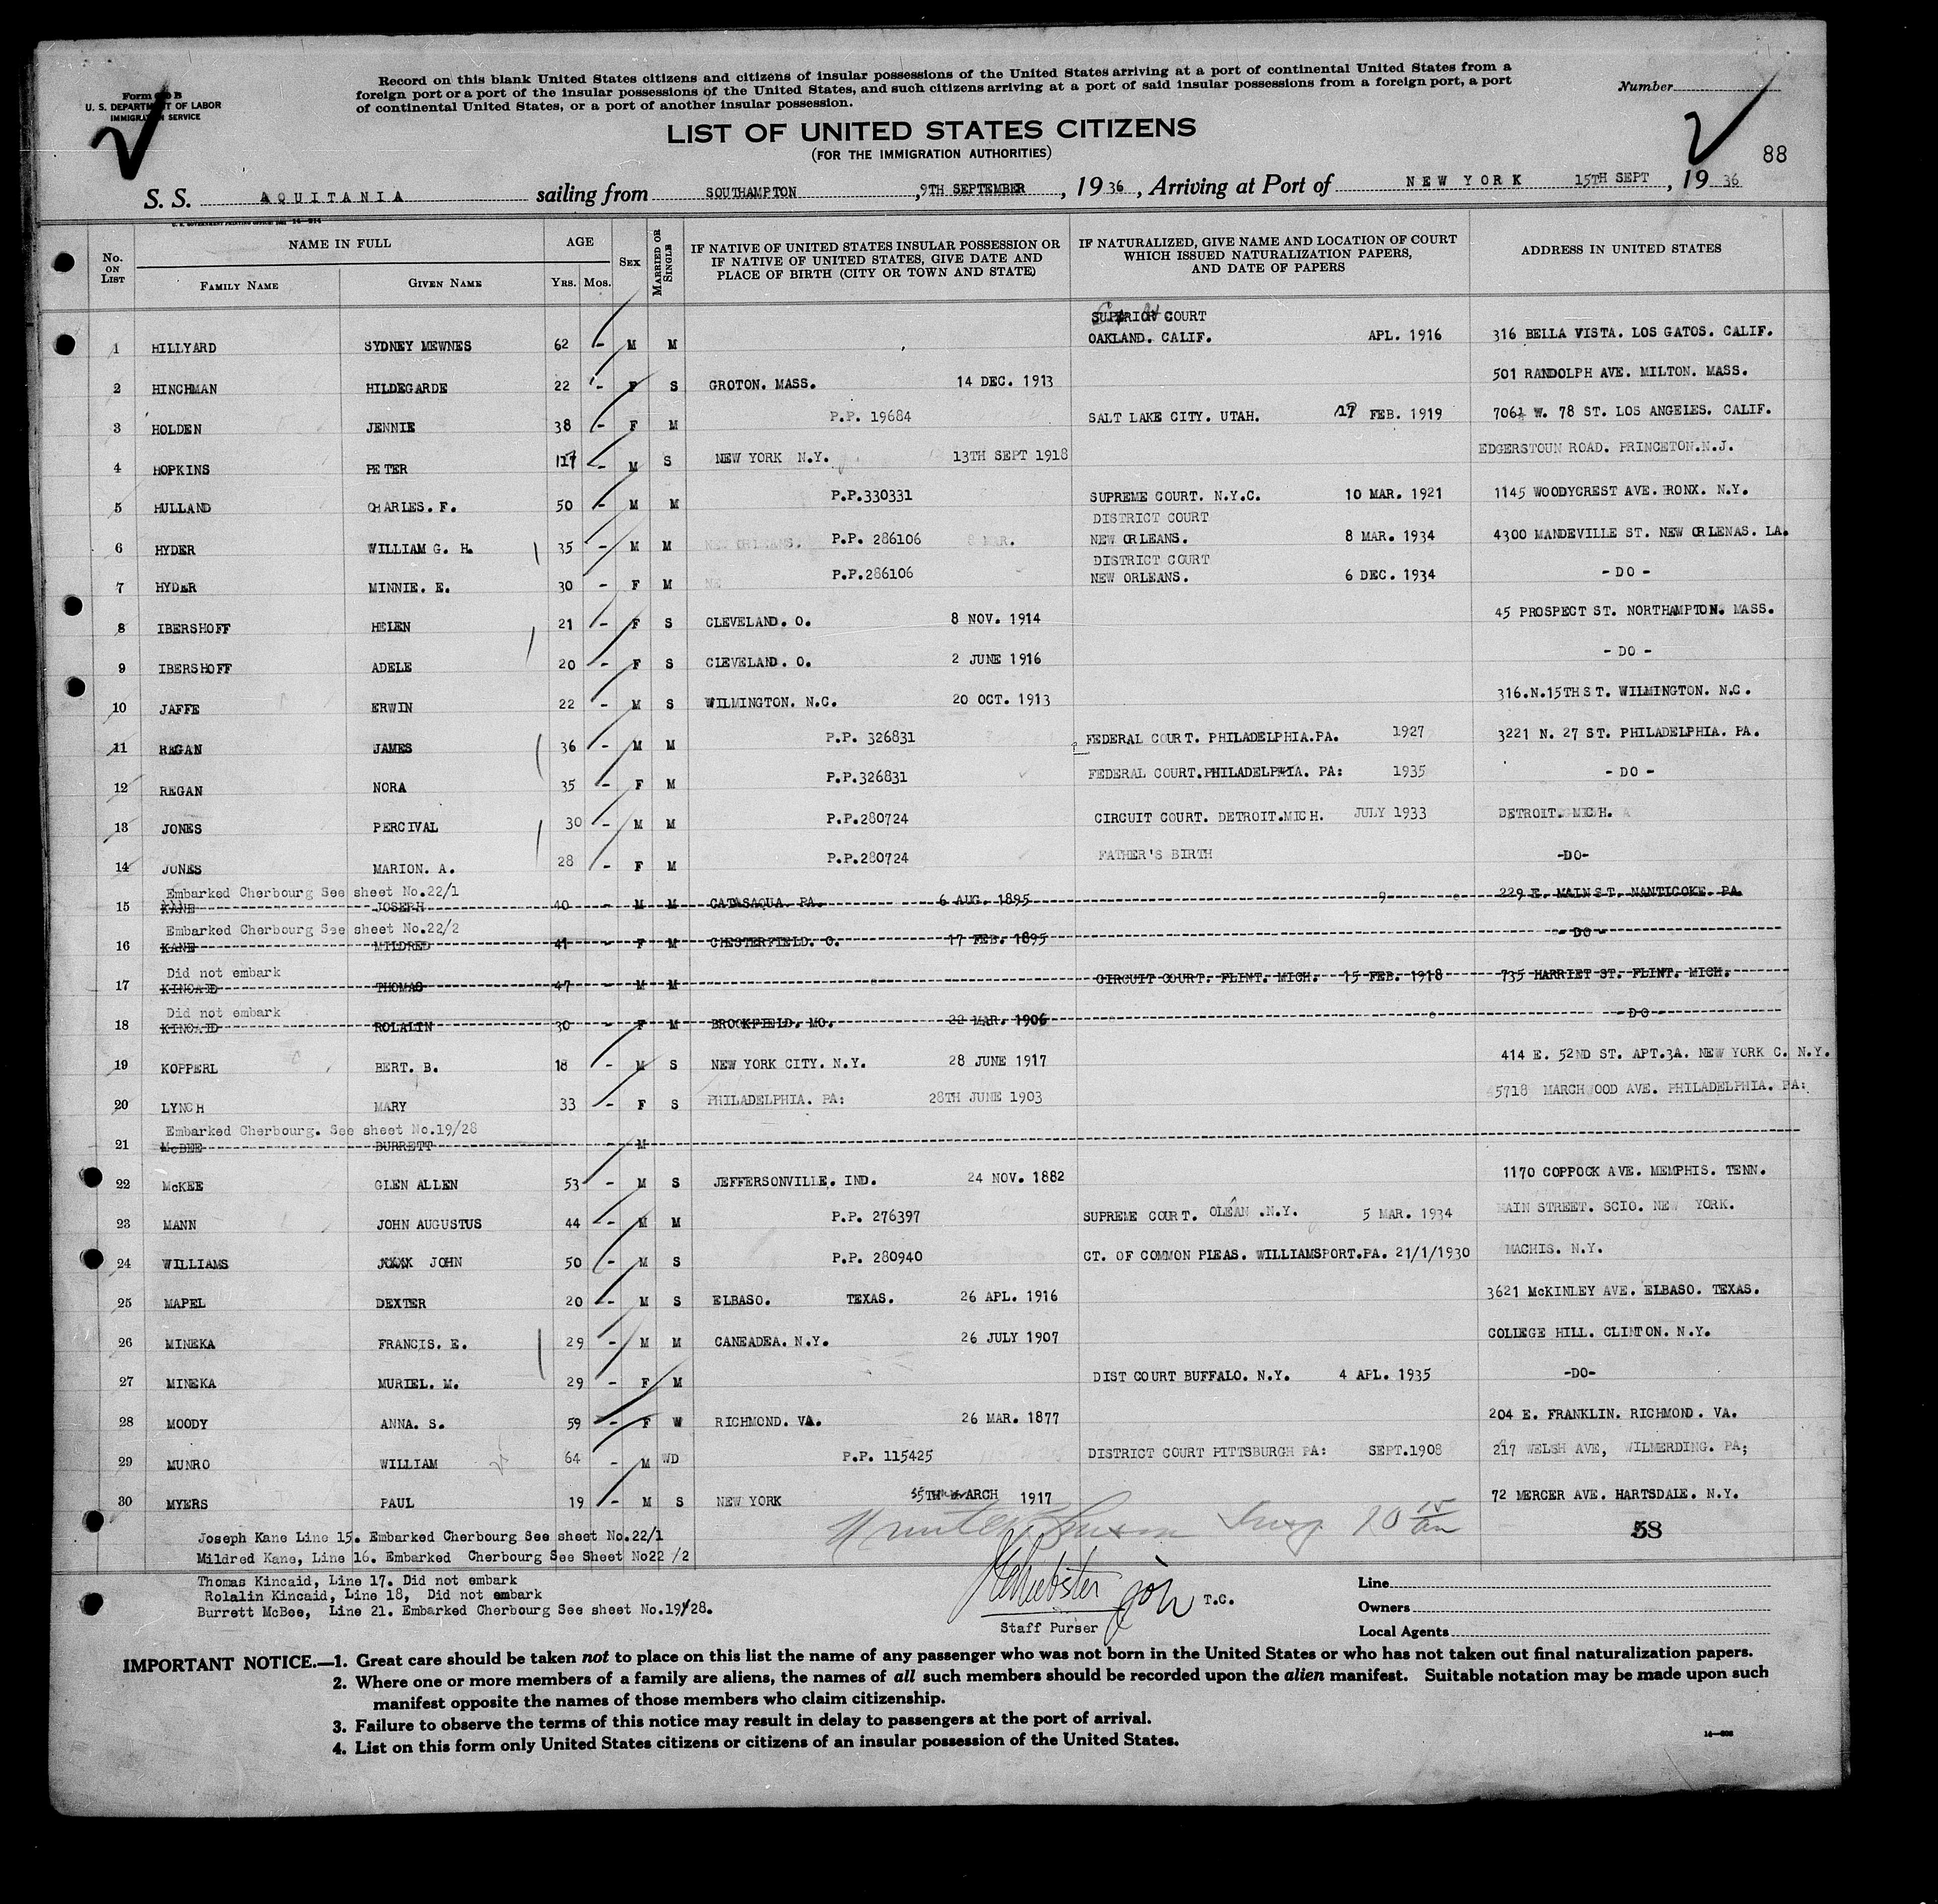 Record on this blank United States citizens and citizens of insular possessions of the United States arriving at a port of continental United States from a
foreign port or a port of the insular possessions of the United States, and such citizens arriving at a port of said insular possessions from a foreign port, a port
of continental United States, or a port of another insular possession.
Form B
U. S. DEPARTMENT OF LABOR
IMMIGRATION SERVICE
Number
LIST OF UNITED STATES CITIZENS
(FOR THE IMMIGRATION AUTHORITIES)
88
S. S. AQUITANIA sailing from SOUTHAMPTON, 9TH SEPTEMBER, 1936, Arriving at Port of NEW YORK 15TH SEPT, 1936
No. ON LIST NAME IN FULL FAMILY NAME GIVEN NAME AGE YRS. MOS. SEX MARRIED OR SINGLE IF NATIVE OF UNITED STATES INSULAR POSSESSION OR IF NATIVE OF UNITED STATES, GIVE DATE AND PLACE OF BIRTH (CITY OR TOWN AND STATE) IF NATURALIZED, GIVE NAME AND LOCATION OF COURT WHICH ISSUED NATURALIZATION PAPERS, AND DATE OF PAPERS ADDRESS IN UNITED STATES
1 HILLYARD SYDNEY MEWNES 62 - M M SUPERIOR COURT OAKLAND. CALIF. APL. 1916 316 BELLA VISTA. LOS GATOS. CALIF.
2 HINCHMAN HILDEGARDE 22 - F S GROTON. MASS. 14 DEC. 1913 501 RANDOLPH AVE. MILTON. MASS.
3 HOLDEN JENNIE 38 - F M P.P. 19684 SALT LAKE CITY. UTAH. 17 FEB. 1919 706½ W. 78 ST. LOS ANGELES. CALIF.
4 HOPKINS PETER 17 - M S NEW YORK N.Y. 13TH SEPT 1918 EDGERSTOUN ROAD. PRINCETON.N.J.
5 HULLAND CHARLES. F. 50 - M M P.P.330331 SUPREME COURT. N.Y.C. 10 MAR. 1921 1145 WOODYCREST AVE. BRONX. N.Y.
6 HYDER WILLIAM G. H. 35 - M M P.P. 286106 DISTRICT COURT NEW ORLEANS. 8 MAR. 1934 4300 MANDEVILLE ST. NEW ORLENAS. LA.
7 HYDER MINNIE. E. 30 - F M P.P.286106 DISTRICT COURT NEW ORLEANS. 6 DEC. 1934 - DO -
8 IBERSHOFF HELEN 21 - F S CLEVELAND. O. 8 NOV. 1914 45 PROSPECT ST. NORTHAMPTON. MASS.
9 IBERSHOFF ADELE 20 - F S CLEVELAND. O. 2 JUNE 1916 - DO -
10 JAFFE ERWIN 22 - M S WILMINGTON. N.C. 20 OCT. 1913 316.N.15TH ST. WILMINGTON. N.C.
11 REGAN JAMES 36 - M M P.P. 326831 FEDERAL COURT. PHILADELPHIA.PA. 1927 3221 N. 27 ST. PHILADELPHIA. PA.
12 REGAN NORA 35 - F M P.P.326831 FEDERAL COURT.PHILADELPHIA. PA: 1935 - DO -
13 JONES PERCIVAL 30 - M M P.P.280724 CIRCUIT COURT. DETROIT.MICH. JULY 1933 DETROIT. MICH.
14 JONES MARION. A. 28 - F M P.P.280724 FATHER'S BIRTH -DO-
Embarked Cherbourg See sheet No.22/1
15 KANE JOSEPH 40 - M M CATASAQUA. PA. 6 AUG. 1895 229 E. MAIN ST. NANTICOKE. PA.
Embarked Cherbourg See sheet No.22/2
16 KANE MILDRED 41 - F M CHESTERFIELD. O. 17 FEB. 1895 - DO -
Did not embark
17 KINCAID THOMAS 47 - M M CIRCUIT COURT. FLINT. MICH. 15 FEB. 1918 735 HARRIET ST. FLINT. MICH.
Did not embark
18 KINCAID ROLALIN 30 - F M BROOKFIELD. MO. 22 MAR. 1906 - DO -
19 KOPPERL BERT. B. 18 - M S NEW YORK CITY. N.Y. 28 JUNE 1917 414 E. 52ND ST. APT.3A. NEW YORK C. N.Y.
20 LYNCH MARY 33 - F S PHILADELPHIA. PA: 28TH JUNE 1903 5718 MARCHWOOD AVE. PHILADELPHIA. PA:
Embarked Cherbourg. See sheet No.19/28
21 McBEE BURRETT - M
22 McKEE GLEN ALLEN 53 - M S JEFFERSONVILLE. IND. 24 NOV. 1882 1170 COPPOCK AVE. MEMPHIS. TENN.
23 MANN JOHN AUGUSTUS 44 - M M P.P. 276397 SUPREME COURT. OLEAN .N.Y. 5 MAR. 1934 MAIN STREET. SCIO. NEW YORK.
24 WILLIAMS JOHN 50 - M S P.P. 280940 CT. OF COMMON PLEAS. WILLIAMSPORT.PA. 21/1/1930 MACHIS. N.Y.
25 MAPEL DEXTER 20 - M S ELBASO. TEXAS. 26 APL. 1916 3621 McKINLEY AVE. ELBASO. TEXAS.
26 MINEKA FRANCIS. E. 29 - M M CANEADEA. N.Y. 26 JULY 1907 COLLEGE HILL. CLINTON. N.Y.
27 MINEKA MURIEL. M. 29 - F M DIST COURT BUFFALO. N.Y. 4 APL. 1935 -DO-
28 MOODY ANNA. S. 59 - F W RICHMOND. VA. 26 MAR. 1877 204 E. FRANKLIN. RICHMOND. VA.
29 MUNRO WILLIAM 64 - M WD P.P. 115425 DISTRICT COURT PITTSBURGH PA: SEPT.1908 217 WELSH AVE, WILMERDING. PA;
30 MYERS PAUL 19 - M S NEW YORK 5TH MARCH 1917 72 MERCER AVE. HARTSDALE. N.Y.
Joseph Kane Line 15. Embarked Cherbourg See sheet No.22/1
58
Mildred Kane, Line 16. Embarked Cherbourg See Sheet No22 /2
Thomas Kincaid, Line 17. Did not embark
Rolalin Kincaid, Line 18, Did not embark
Burrett McBee, Line 21. Embarked Cherbourg See sheet No.19/28.
T.C.
Staff Purser
Line
Owners
Local Agents
IMPORTANT NOTICE.—1. Great care should be taken not to place on this list the name of any passenger who was not born in the United States or who has not taken out final naturalization papers.
2. Where one or more members of a family are aliens, the names of all such members should be recorded upon the alien manifest. Suitable notation may be made upon such
manifest opposite the names of those members who claim citizenship.
3. Failure to observe the terms of this notice may result in delay to passengers at the port of arrival.
4. List on this form only United States citizens or citizens of an insular possession of the United States.